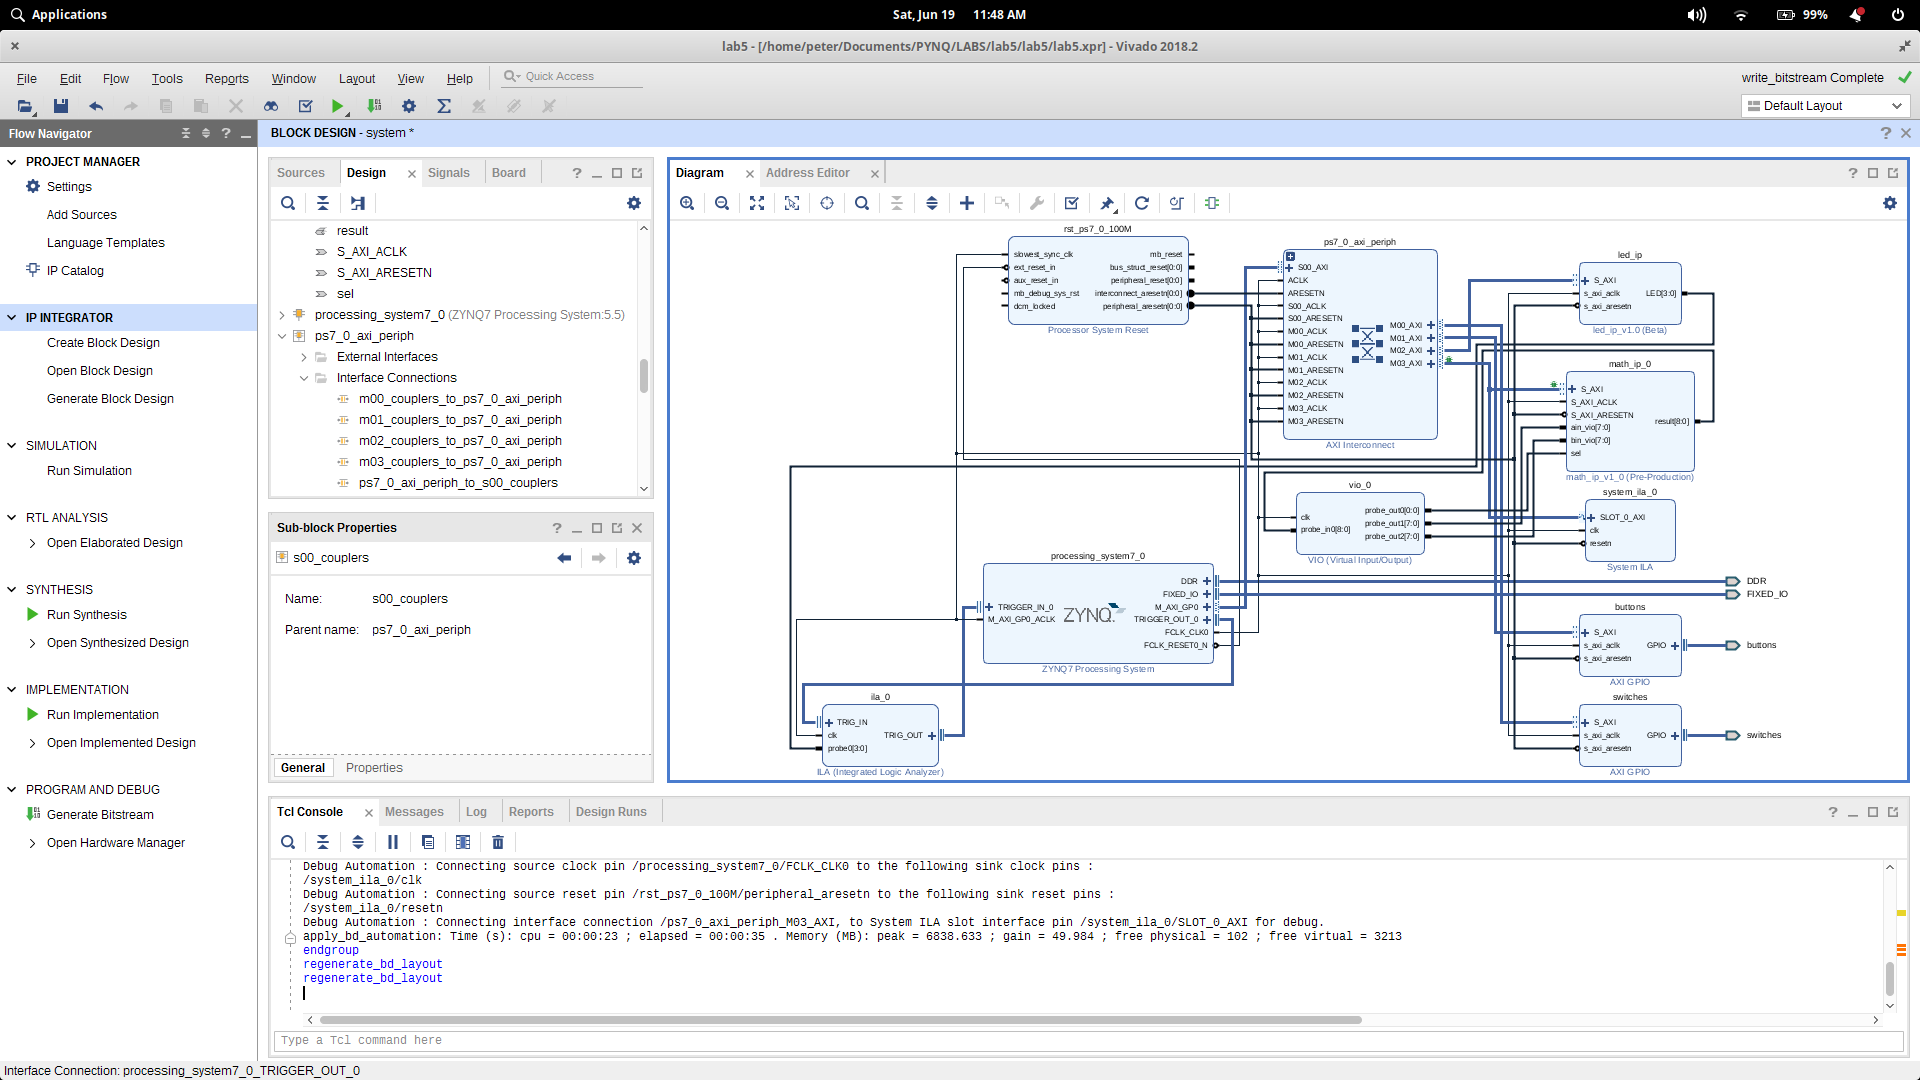 Applications
Sat, Jun 19 11:48 AM
99%
lab5 - [/home/peter/Documents/PYNQ/LABS/lab5/lab5/lab5.xpr] - Vivado 2018.2
File Edit Flow Tools Reports Window Layout View Help Quick Access
write_bitstream Complete
Default Layout
Flow Navigator
PROJECT MANAGER
Settings
Add Sources
Language Templates
IP Catalog
IP INTEGRATOR
Create Block Design
Open Block Design
Generate Block Design
SIMULATION
Run Simulation
RTL ANALYSIS
Open Elaborated Design
SYNTHESIS
Run Synthesis
Open Synthesized Design
IMPLEMENTATION
Run Implementation
Open Implemented Design
PROGRAM AND DEBUG
Generate Bitstream
Open Hardware Manager
BLOCK DESIGN - system *
Sources Design Signals Board
result
S_AXI_ACLK
S_AXI_ARESETN
sel
processing_system7_0 (ZYNQ7 Processing System:5.5)
ps7_0_axi_periph
External Interfaces
Interface Connections
m00_couplers_to_ps7_0_axi_periph
m01_couplers_to_ps7_0_axi_periph
m02_couplers_to_ps7_0_axi_periph
m03_couplers_to_ps7_0_axi_periph
ps7_0_axi_periph_to_s00_couplers
Sub-block Properties
s00_couplers
Name: s00_couplers
Parent name: ps7_0_axi_periph
General Properties
Diagram Address Editor
rst_ps7_0_100M
slowest_sync_clk
ext_reset_in
aux_reset_in
mb_debug_sys_rst
dcm_locked
mb_reset
bus_struct_reset[0:0]
peripheral_reset[0:0]
interconnect_aresetn[0:0]
peripheral_aresetn[0:0]
Processor System Reset
ps7_0_axi_periph
S00_AXI
ACLK
ARESETN
S00_ACLK
S00_ARESETN
M00_ACLK
M00_ARESETN
M01_ACLK
M01_ARESETN
M02_ACLK
M02_ARESETN
M03_ACLK
M03_ARESETN
M00_AXI
M01_AXI
M02_AXI
M03_AXI
AXI Interconnect
led_ip
S_AXI
s_axi_aclk
s_axi_aresetn
LED[3:0]
led_ip_v1.0 (Beta)
math_ip_0
S_AXI
S_AXI_ACLK
S_AXI_ARESETN
ain_vio[7:0]
bin_vio[7:0]
sel
result[8:0]
math_ip_v1_0 (Pre-Production)
vio_0
clk
probe_in0[8:0]
probe_out0[0:0]
probe_out1[7:0]
probe_out2[7:0]
VIO (Virtual Input/Output)
system_ila_0
SLOT_0_AXI
clk
resetn
System ILA
processing_system7_0
TRIGGER_IN_0
M_AXI_GP0_ACLK
ZYNQ
DDR
FIXED_IO
M_AXI_GP0
TRIGGER_OUT_0
FCLK_CLK0
FCLK_RESET0_N
ZYNQ7 Processing System
DDR
FIXED_IO
buttons
S_AXI
s_axi_aclk
s_axi_aresetn
GPIO
AXI GPIO
buttons
ila_0
TRIG_IN
clk
probe0[3:0]
TRIG_OUT
ILA (Integrated Logic Analyzer)
switches
S_AXI
s_axi_aclk
s_axi_aresetn
GPIO
AXI GPIO
switches
Tcl Console Messages Log Reports Design Runs
Debug Automation : Connecting source clock pin /processing_system7_0/FCLK_CLK0 to the following sink clock pins :
/system_ila_0/clk
Debug Automation : Connecting source reset pin /rst_ps7_0_100M/peripheral_aresetn to the following sink reset pins :
/system_ila_0/resetn
Debug Automation : Connecting interface connection /ps7_0_axi_periph_M03_AXI, to System ILA slot interface pin /system_ila_0/SLOT_0_AXI for debug.
apply_bd_automation: Time (s): cpu = 00:00:23 ; elapsed = 00:00:35 . Memory (MB): peak = 6838.633 ; gain = 49.984 ; free physical = 102 ; free virtual = 3213
endgroup
regenerate_bd_layout
regenerate_bd_layout
Type a Tcl command here
Interface Connection: processing_system7_0_TRIGGER_OUT_0